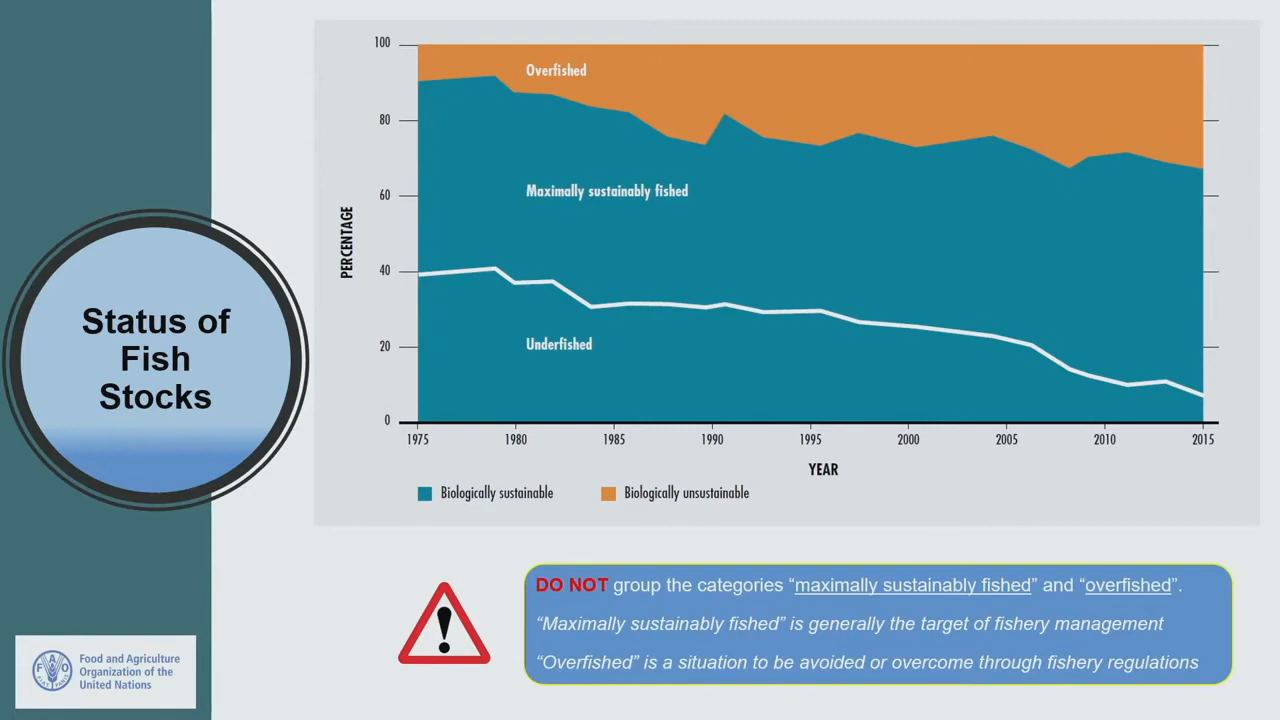 Status of
Fish
Stocks
100
80
60
40
20
0
PERCENTAGE
Overfished
Maximally sustainably fished
Underfished
1975 1980 1985 1990 1995 2000 2005 2010 2015
YEAR
Biologically sustainable Biologically unsustainable
DO NOT group the categories “maximally sustainably fished” and “overfished”.
“Maximally sustainably fished” is generally the target of fishery management
“Overfished” is a situation to be avoided or overcome through fishery regulations
F A O
FIAT PANIS
Food and Agriculture
Organization of the
United Nations